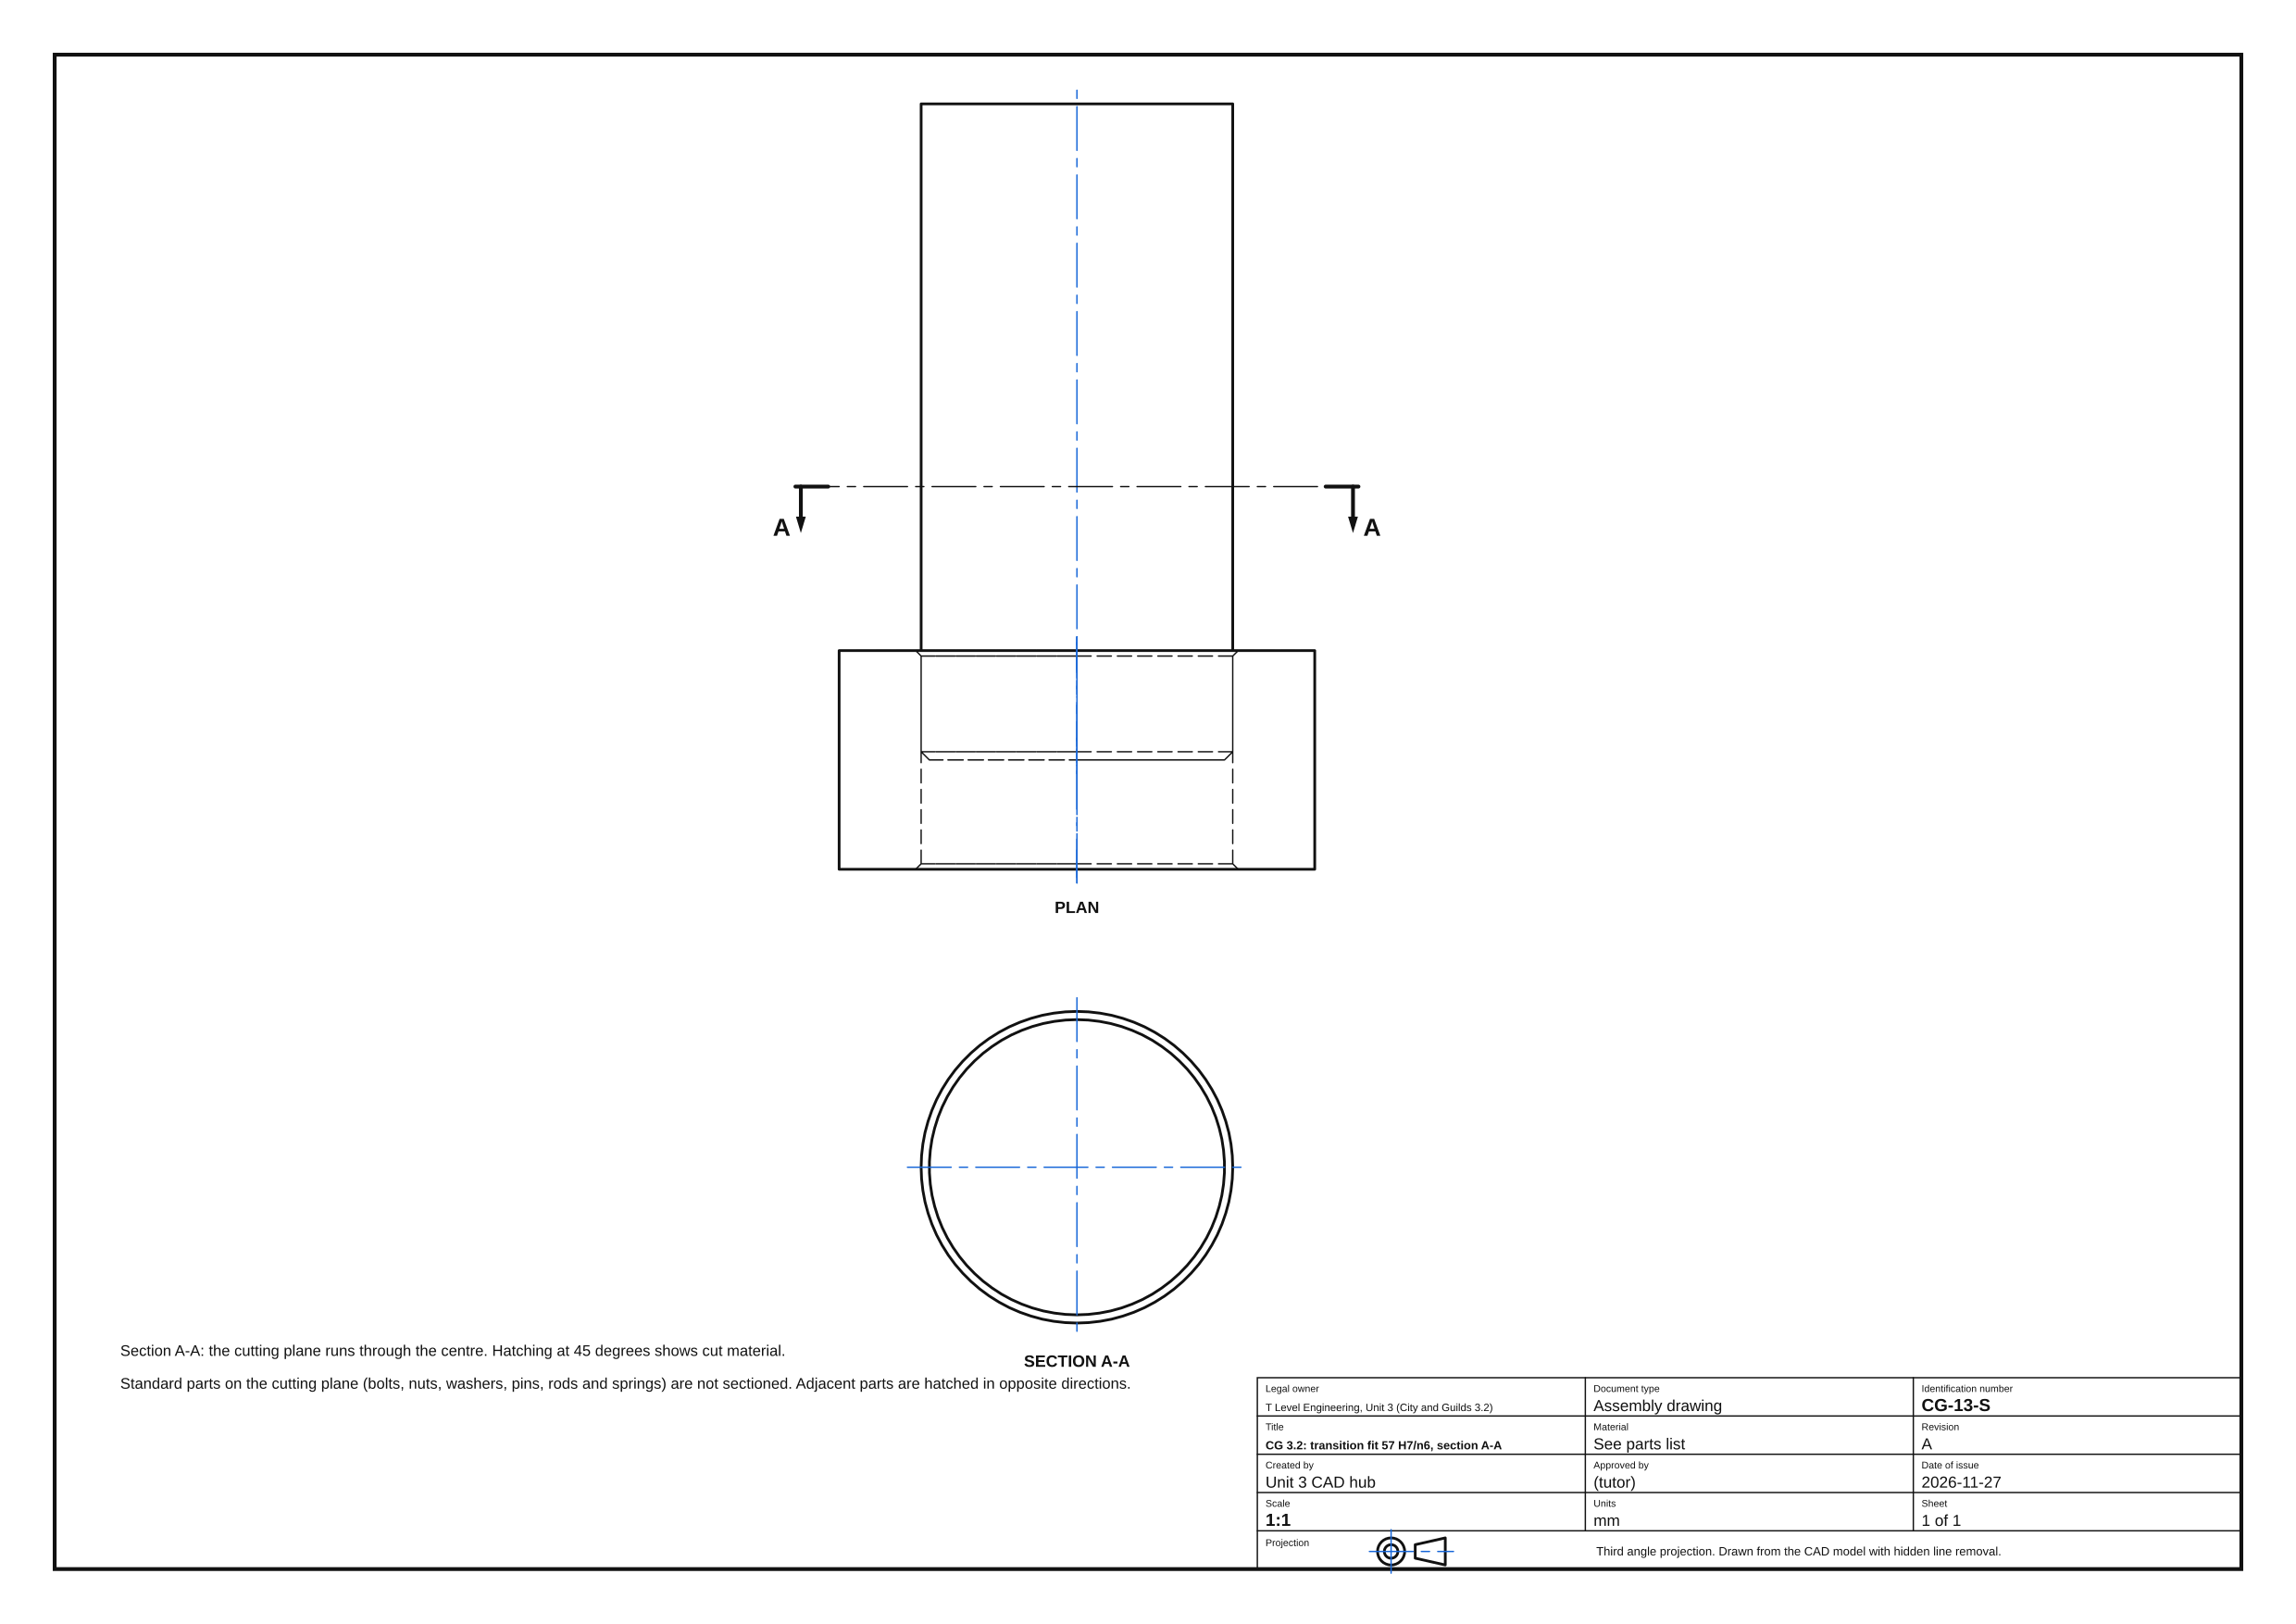 A
A
PLAN
Section A-A: the cutting plane runs through the centre. Hatching at 45 degrees shows cut material.
SECTION A-A
Standard parts on the cutting plane (bolts, nuts, washers, pins, rods and springs) are not sectioned. Adjacent parts are hatched in opposite directions.
Legal owner
T Level Engineering, Unit 3 (City and Guilds 3.2)
Document type
Assembly drawing
Identification number
CG-13-S
Title
CG 3.2: transition fit 57 H7/n6, section A-A
Material
See parts list
Revision
A
Created by
Unit 3 CAD hub
Approved by
(tutor)
Date of issue
2026-11-27
Scale
1:1
Units
mm
Sheet
1 of 1
Projection
Third angle projection. Drawn from the CAD model with hidden line removal.